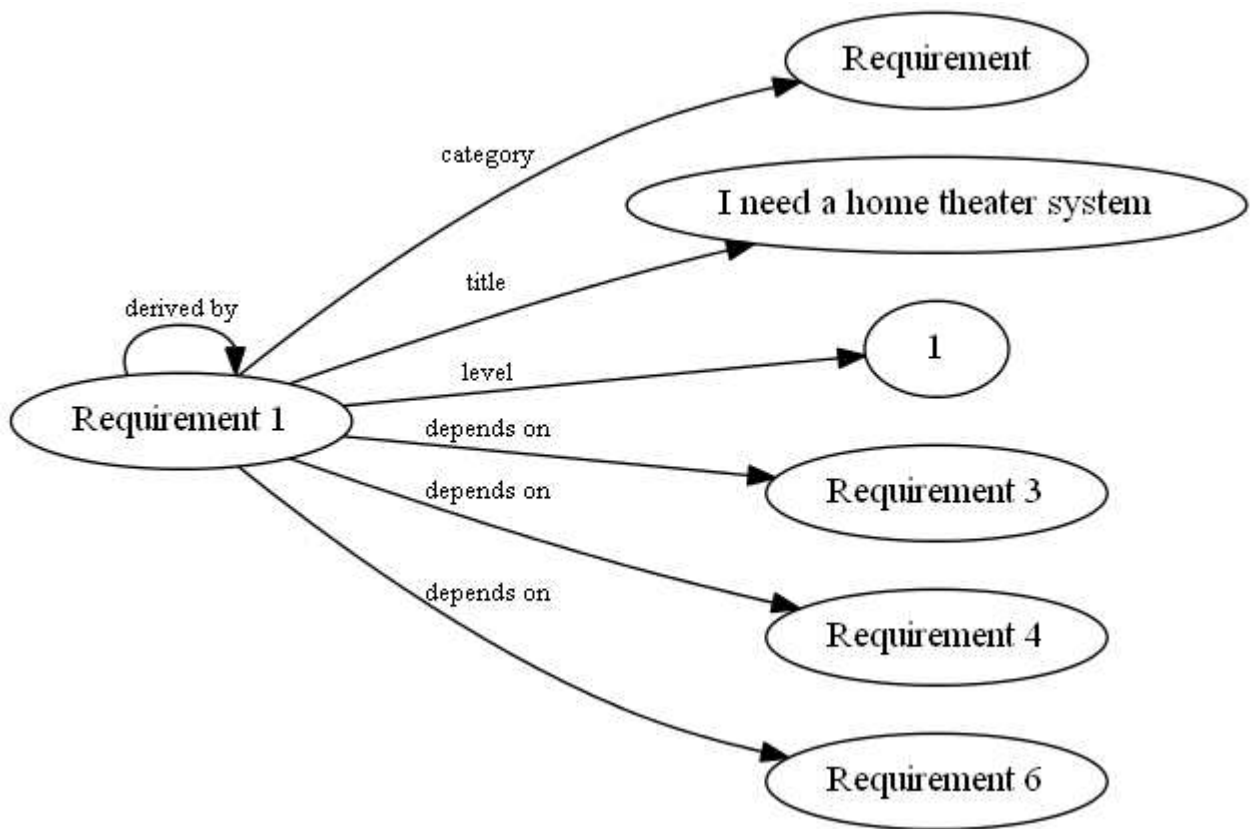 Requirement
category
I need a home theater system
title
derived by
1
level
Requirement 1
depends on
Requirement 3
depends on
depends on
Requirement 4
Requirement 6